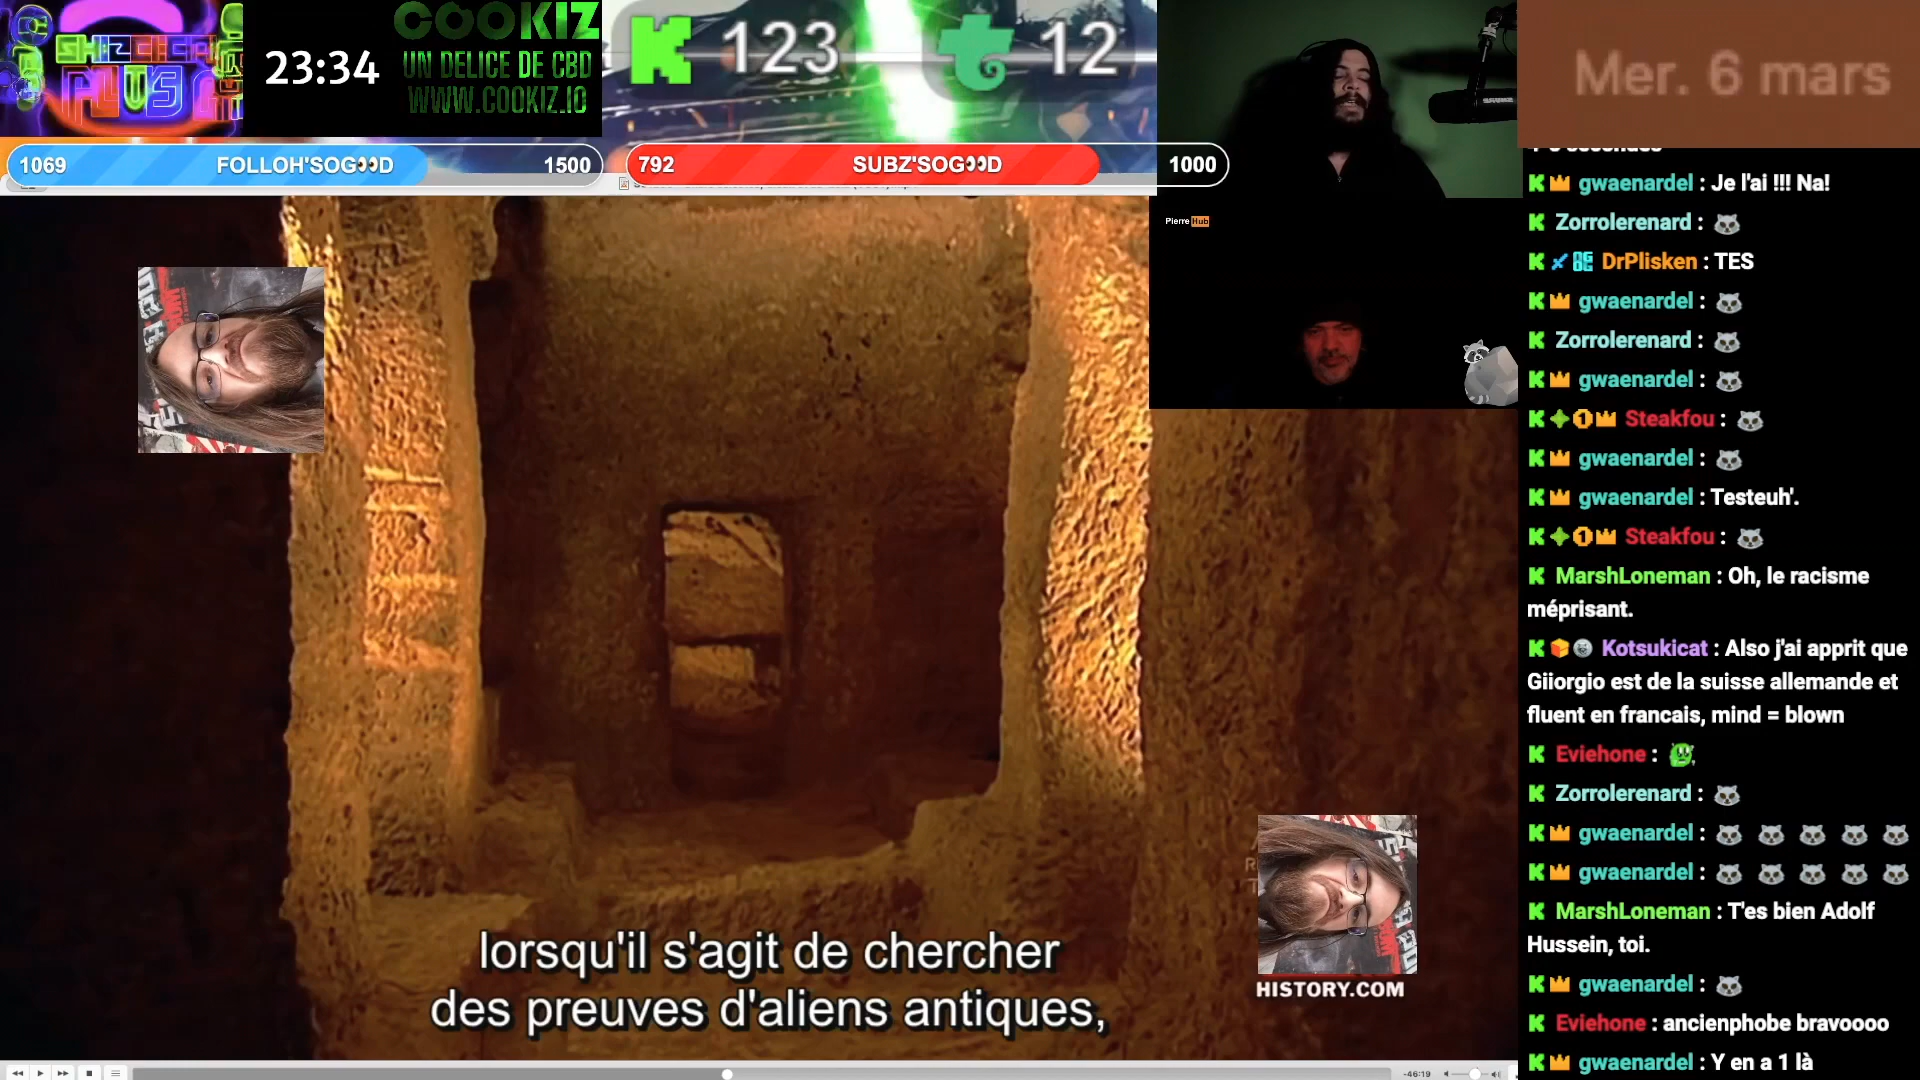 23:34
COOKIZ
UN DELICE DE CBD
WWW.COOKIZ.IO
123
12
Mer. 6 mars
1069 FOLLOH'SOG👀D 1500
792 SUBZ'SOG👀D 1000
Pierre Hub
gwaenardel : Je l'ai !!! Na!
Zorrolerenard :
DrPlisken : TES
gwaenardel :
Zorrolerenard :
gwaenardel :
Steakfou :
gwaenardel :
gwaenardel : Testeuh'.
Steakfou :
MarshLoneman : Oh, le racisme
méprisant.
Kotsukicat : Also j'ai apprit que
Giiorgio est de la suisse allemande et
fluent en francais, mind = blown
Eviehone :
Zorrolerenard :
gwaenardel :
gwaenardel :
MarshLoneman : T'es bien Adolf
Hussein, toi.
gwaenardel :
Eviehone : ancienphobe bravoooo
gwaenardel : Y en a 1 là
lorsqu'il s'agit de chercher
des preuves d'aliens antiques,
HISTORY.COM
-46:19